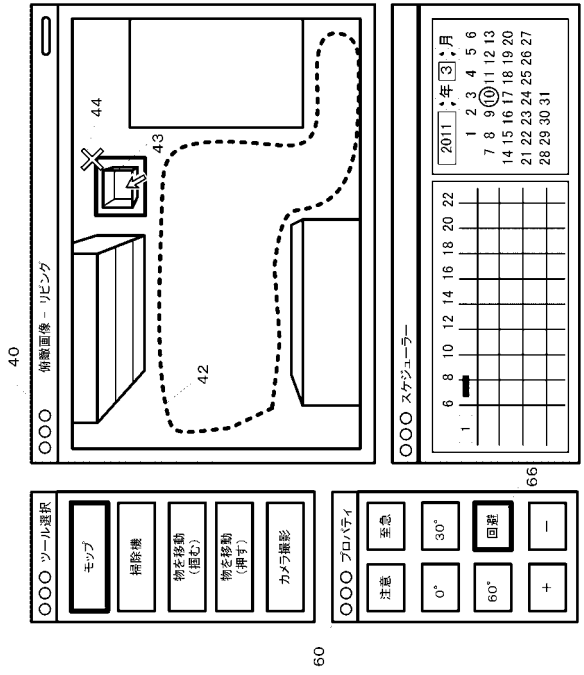 40
○○○ 俯瞰画像 - リビング
44
43
42
○○○ ツール選択
モップ
掃除機
物を移動
(掴む)
物を移動
(押す)
カメラ撮影
60
○○○ プロパティ
注意 至急
0° 30°
60° 回避
+ −
66
○○○ スケジューラー
6 8 10 12 14 16 18 20 22
1
2011 年 3 月
1 2 3 4 5 6
7 8 9 10 11 12 13
14 15 16 17 18 19 20
21 22 23 24 25 26 27
28 29 30 31